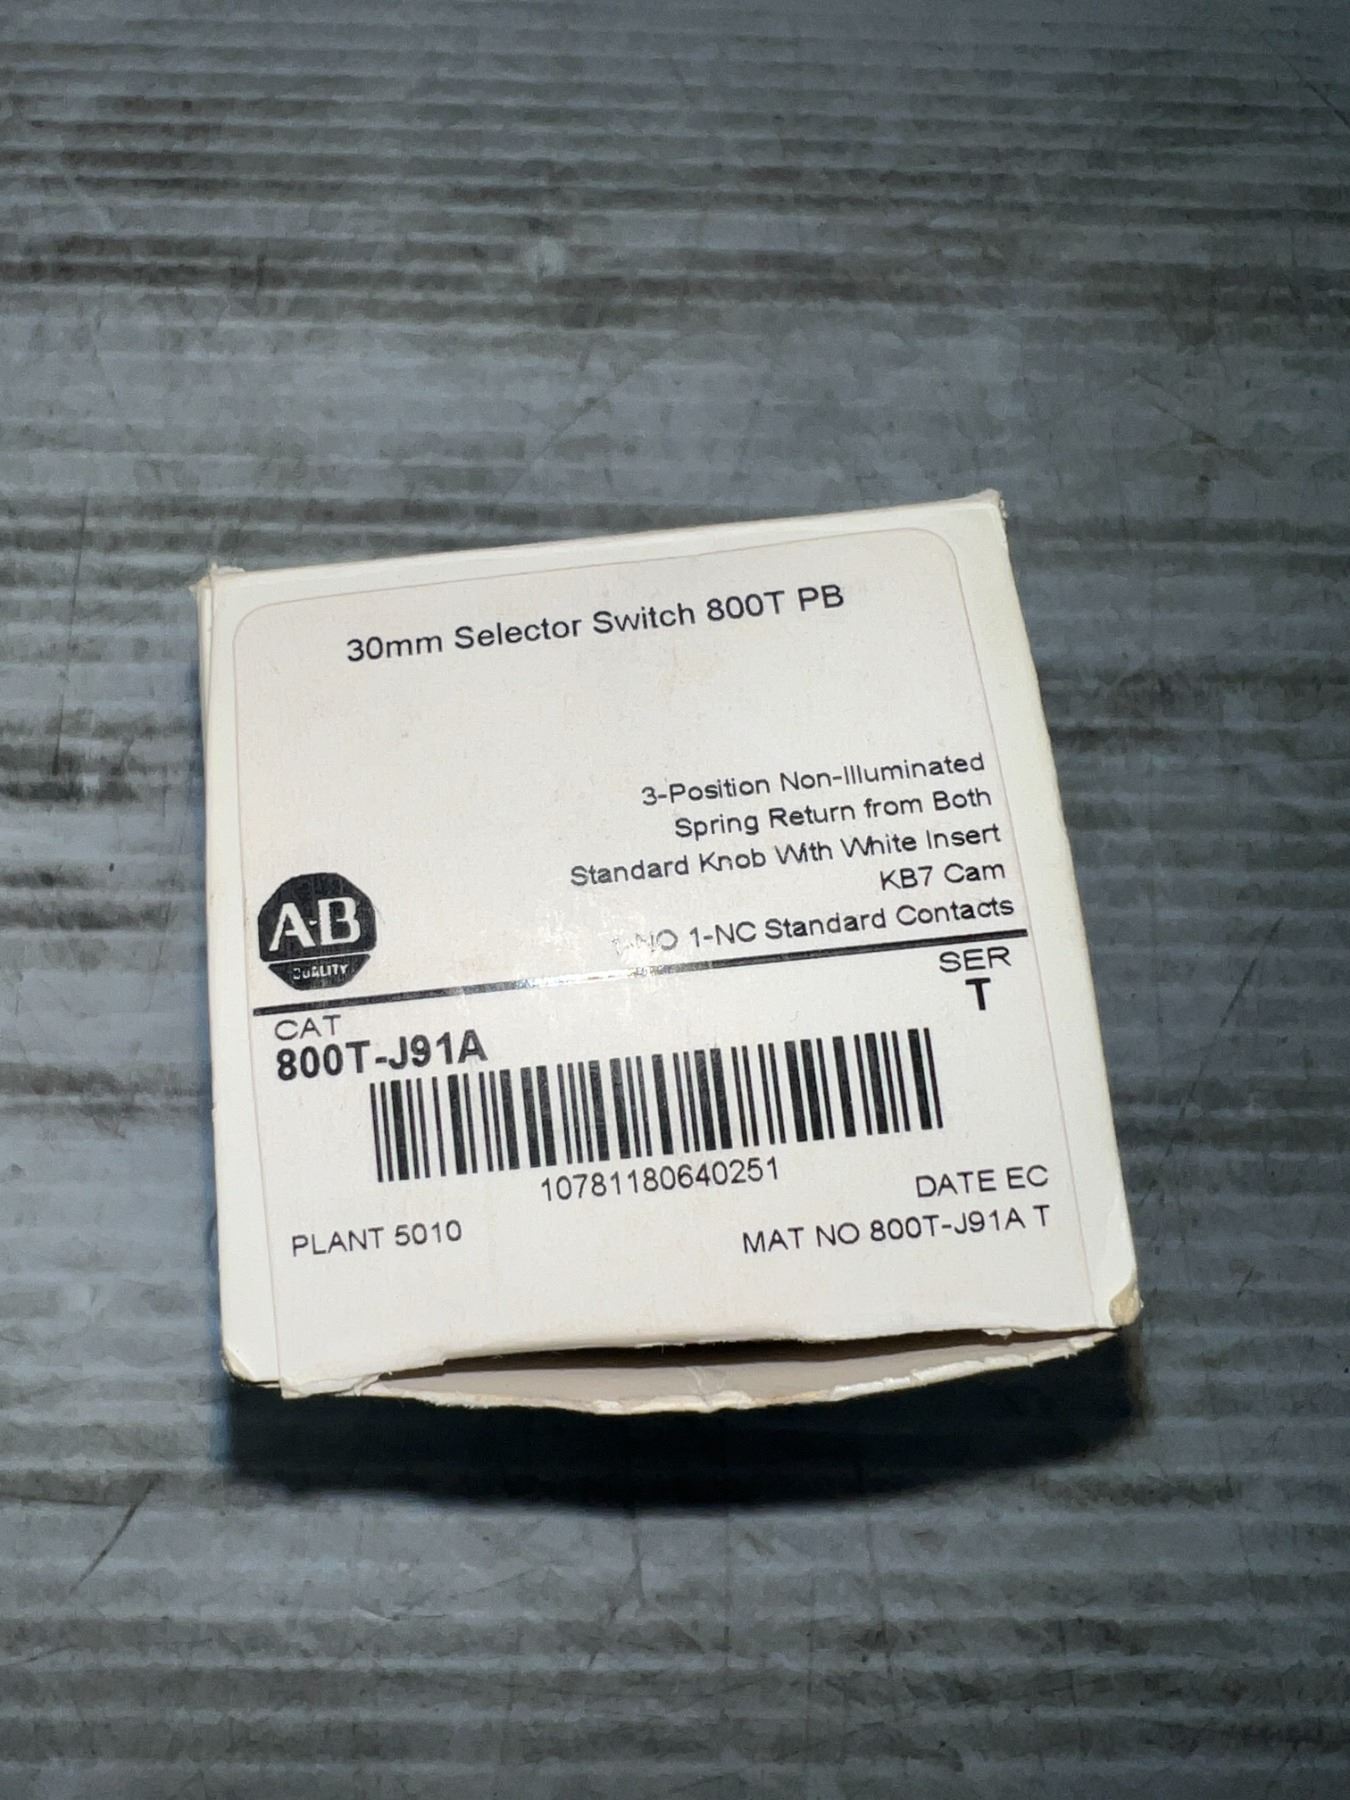 30mm Selector Switch 800T PB
3-Position Non-Illuminated
Spring Return from Both
Standard Knob With White Insert
KB7 Cam
1-NO 1-NC Standard Contacts
A-B
QUALITY
SER
T
CAT
800T-J91A
10781180640251
DATE EC
PLANT 5010
MAT NO 800T-J91A T